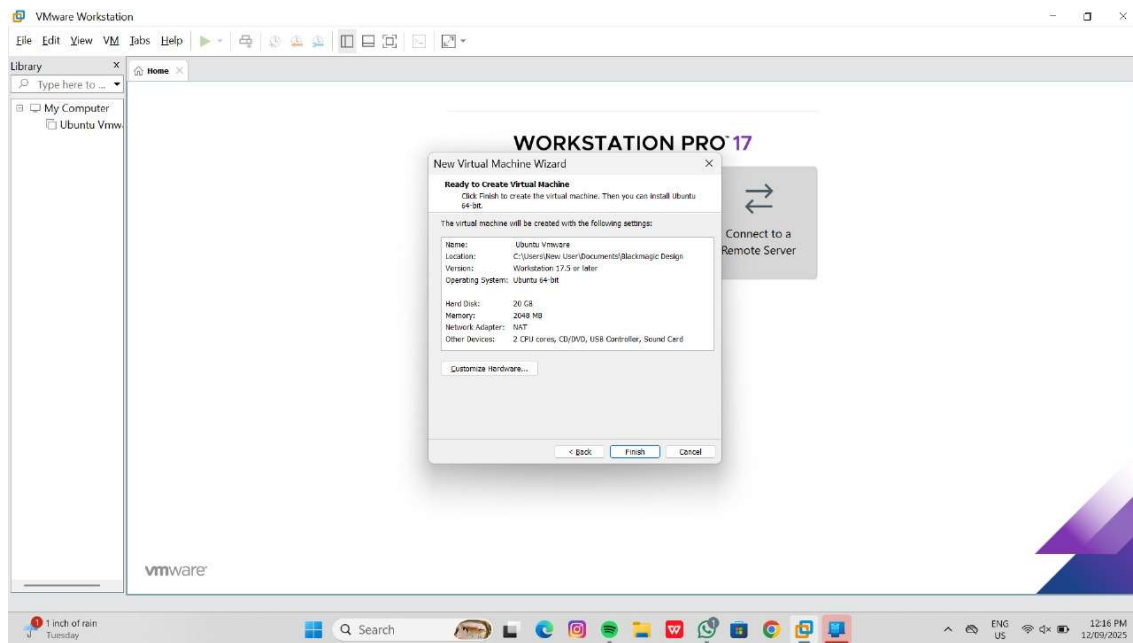 VMware Workstation
File Edit View VM Tabs Help
Library x
Home
Type here to ...
My Computer
Ubuntu Vmw
WORKSTATION PRO™ 17
New Virtual Machine Wizard
Ready to Create Virtual Machine
Click Finish to create the virtual machine. Then you can install Ubuntu
64-bit.
The virtual machine will be created with the following settings:
Name: Ubuntu Vmware
Location: C:\Users\New User\Documents\Blackmagic Design
Version: Workstation 17.5 or later
Operating System: Ubuntu 64-bit
Hard Disk: 20 GB
Memory: 2048 MB
Network Adapter: NAT
Other Devices: 2 CPU cores, CD/DVD, USB Controller, Sound Card
Customize Hardware...
< Back Finish Cancel
Connect to a
Remote Server
vmware
1 inch of rain
Tuesday
1
Search
ENG
US
12:16 PM
12/09/2025